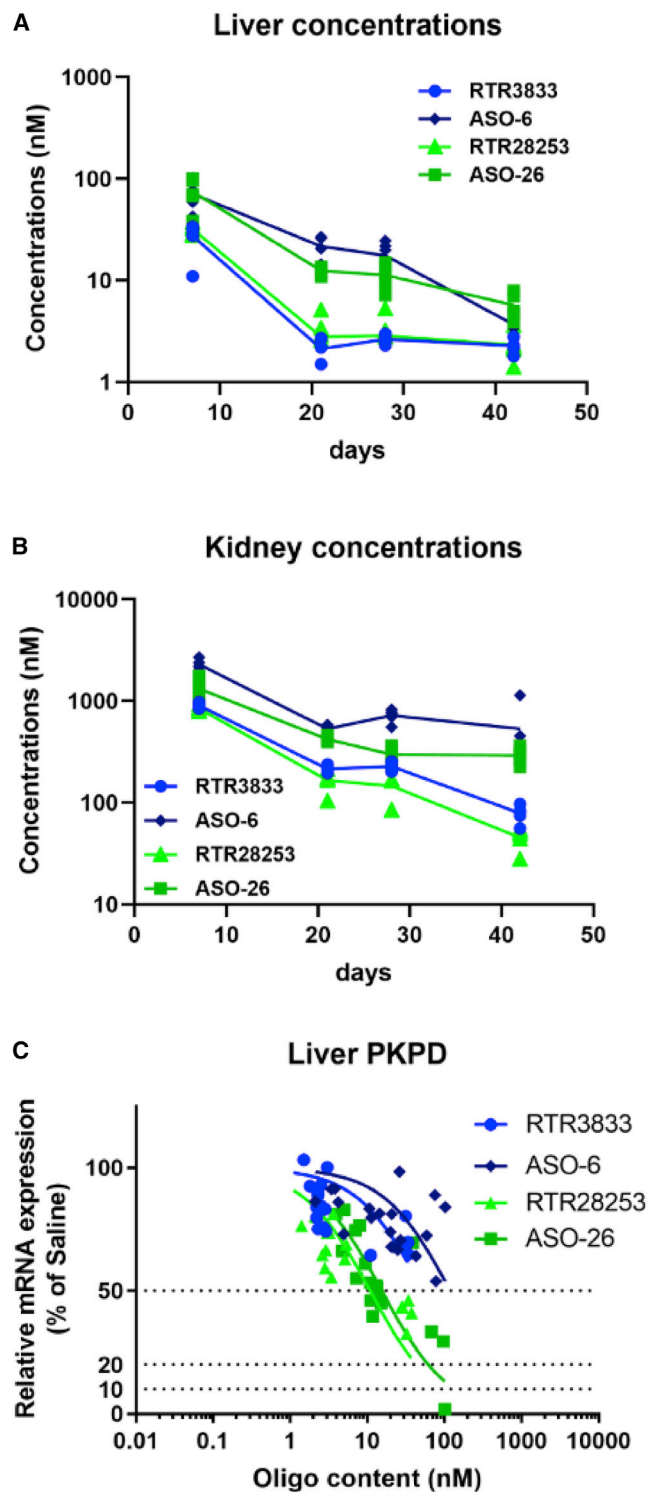 A
Liver concentrations
Concentrations (nM)
1000
100
10
1
0
10
20
30
40
50
days
RTR3833
ASO-6
RTR28253
ASO-26
B
Kidney concentrations
Concentrations (nM)
10000
1000
100
10
0
10
20
30
40
50
days
RTR3833
ASO-6
RTR28253
ASO-26
C
Liver PKPD
Relative mRNA expression
(% of Saline)
100
50
20
10
0
0.01
0.1
1
10
100
1000
10000
Oligo content (nM)
RTR3833
ASO-6
RTR28253
ASO-26